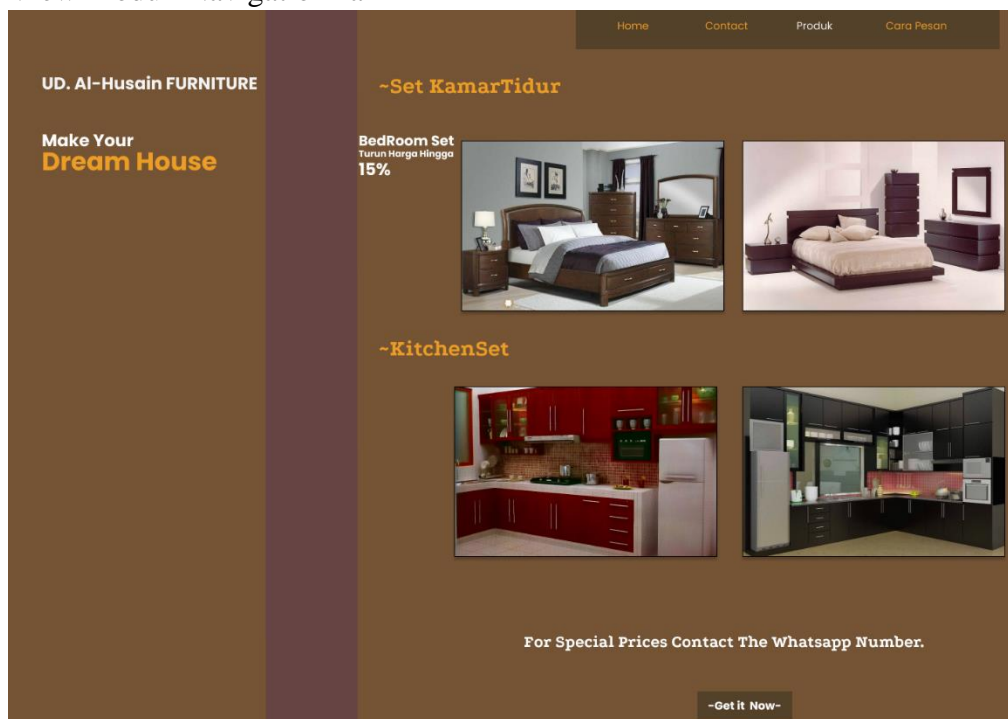 Home Contact Produk Cara Pesan
UD. Al-Husain FURNITURE
Make Your
Dream House
~Set KamarTidur
BedRoom Set
Turun Harga Hingga
15%
~KitchenSet
For Special Prices Contact The Whatsapp Number.
~Get it Now~